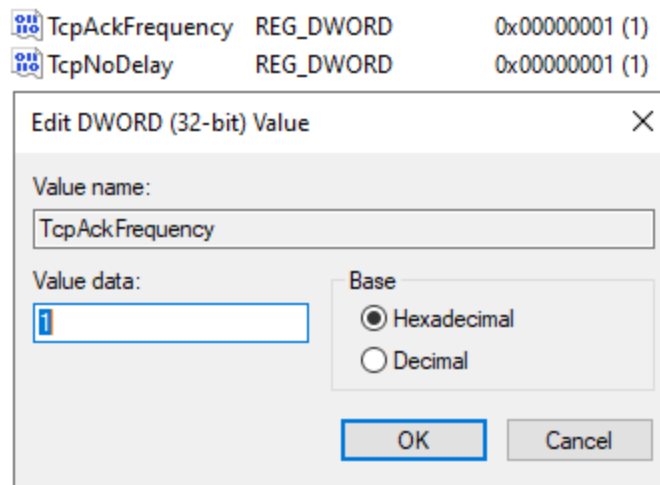 TcpAckFrequency REG_DWORD 0x00000001 (1)
TcpNoDelay REG_DWORD 0x00000001 (1)
Edit DWORD (32-bit) Value
Value name:
TcpAckFrequency
Value data:
1
Base
Hexadecimal
Decimal
OK Cancel